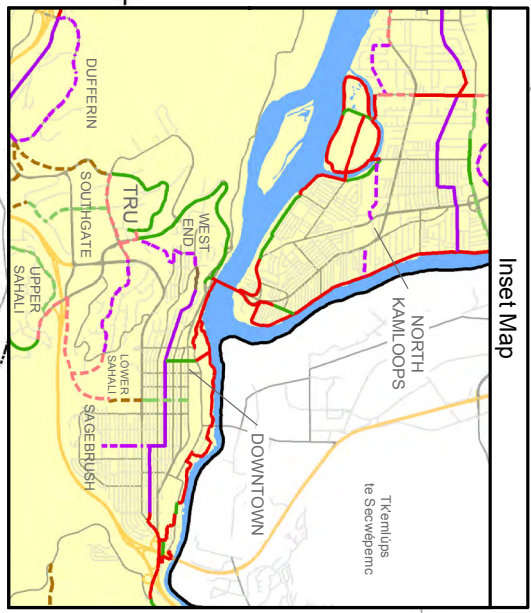 Inset Map
DUFFERIN
TRU
SOUTHGATE
WEST
END
UPPER
SAHALI
LOWER
SAHALI
SAGEBRUSH
NORTH
KAMLOOPS
DOWNTOWN
Tk'emlúps
te Secwépemc